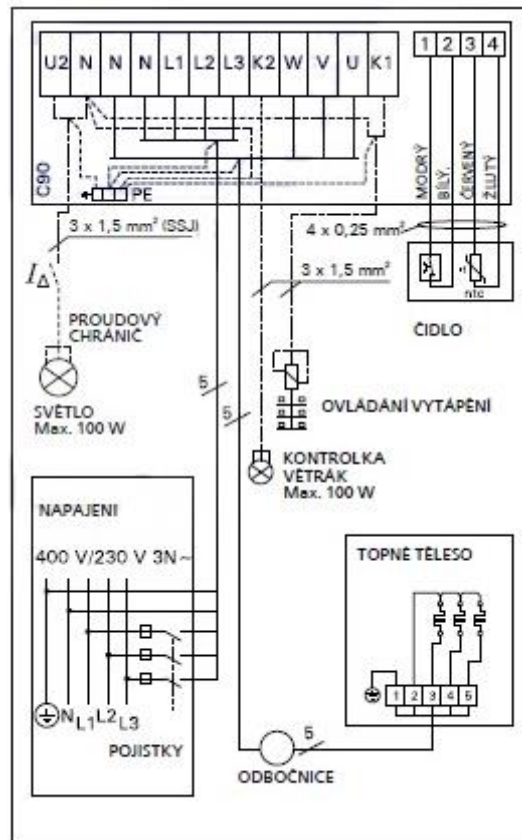 U2 N N N L1 L2 L3 K2 W V U K1
1 2 3 4
MODRÝ
BÍLÝ.
ČERVENÝ
ŽLUTÝ
C90
PE
3 x 1,5 mm² (SSJ)
4 x 0,25 mm²
3 x 1,5 mm²
I∆
ntc
ČIDLO
PROUDOVÝ
CHRÁNIČ
SVĚTLO
Max. 100 W
5
5
OVLÁDÁNÍ VYTÁPĚNÍ
KONTROLKA
VĚTRÁK
Max. 100 W
NAPAJENI
400 V/230 V 3N~
N L1 L2 L3
POJISTKY
TOPNÉ TĚLESO
1 2 3 4 5
5
ODBOČNICE